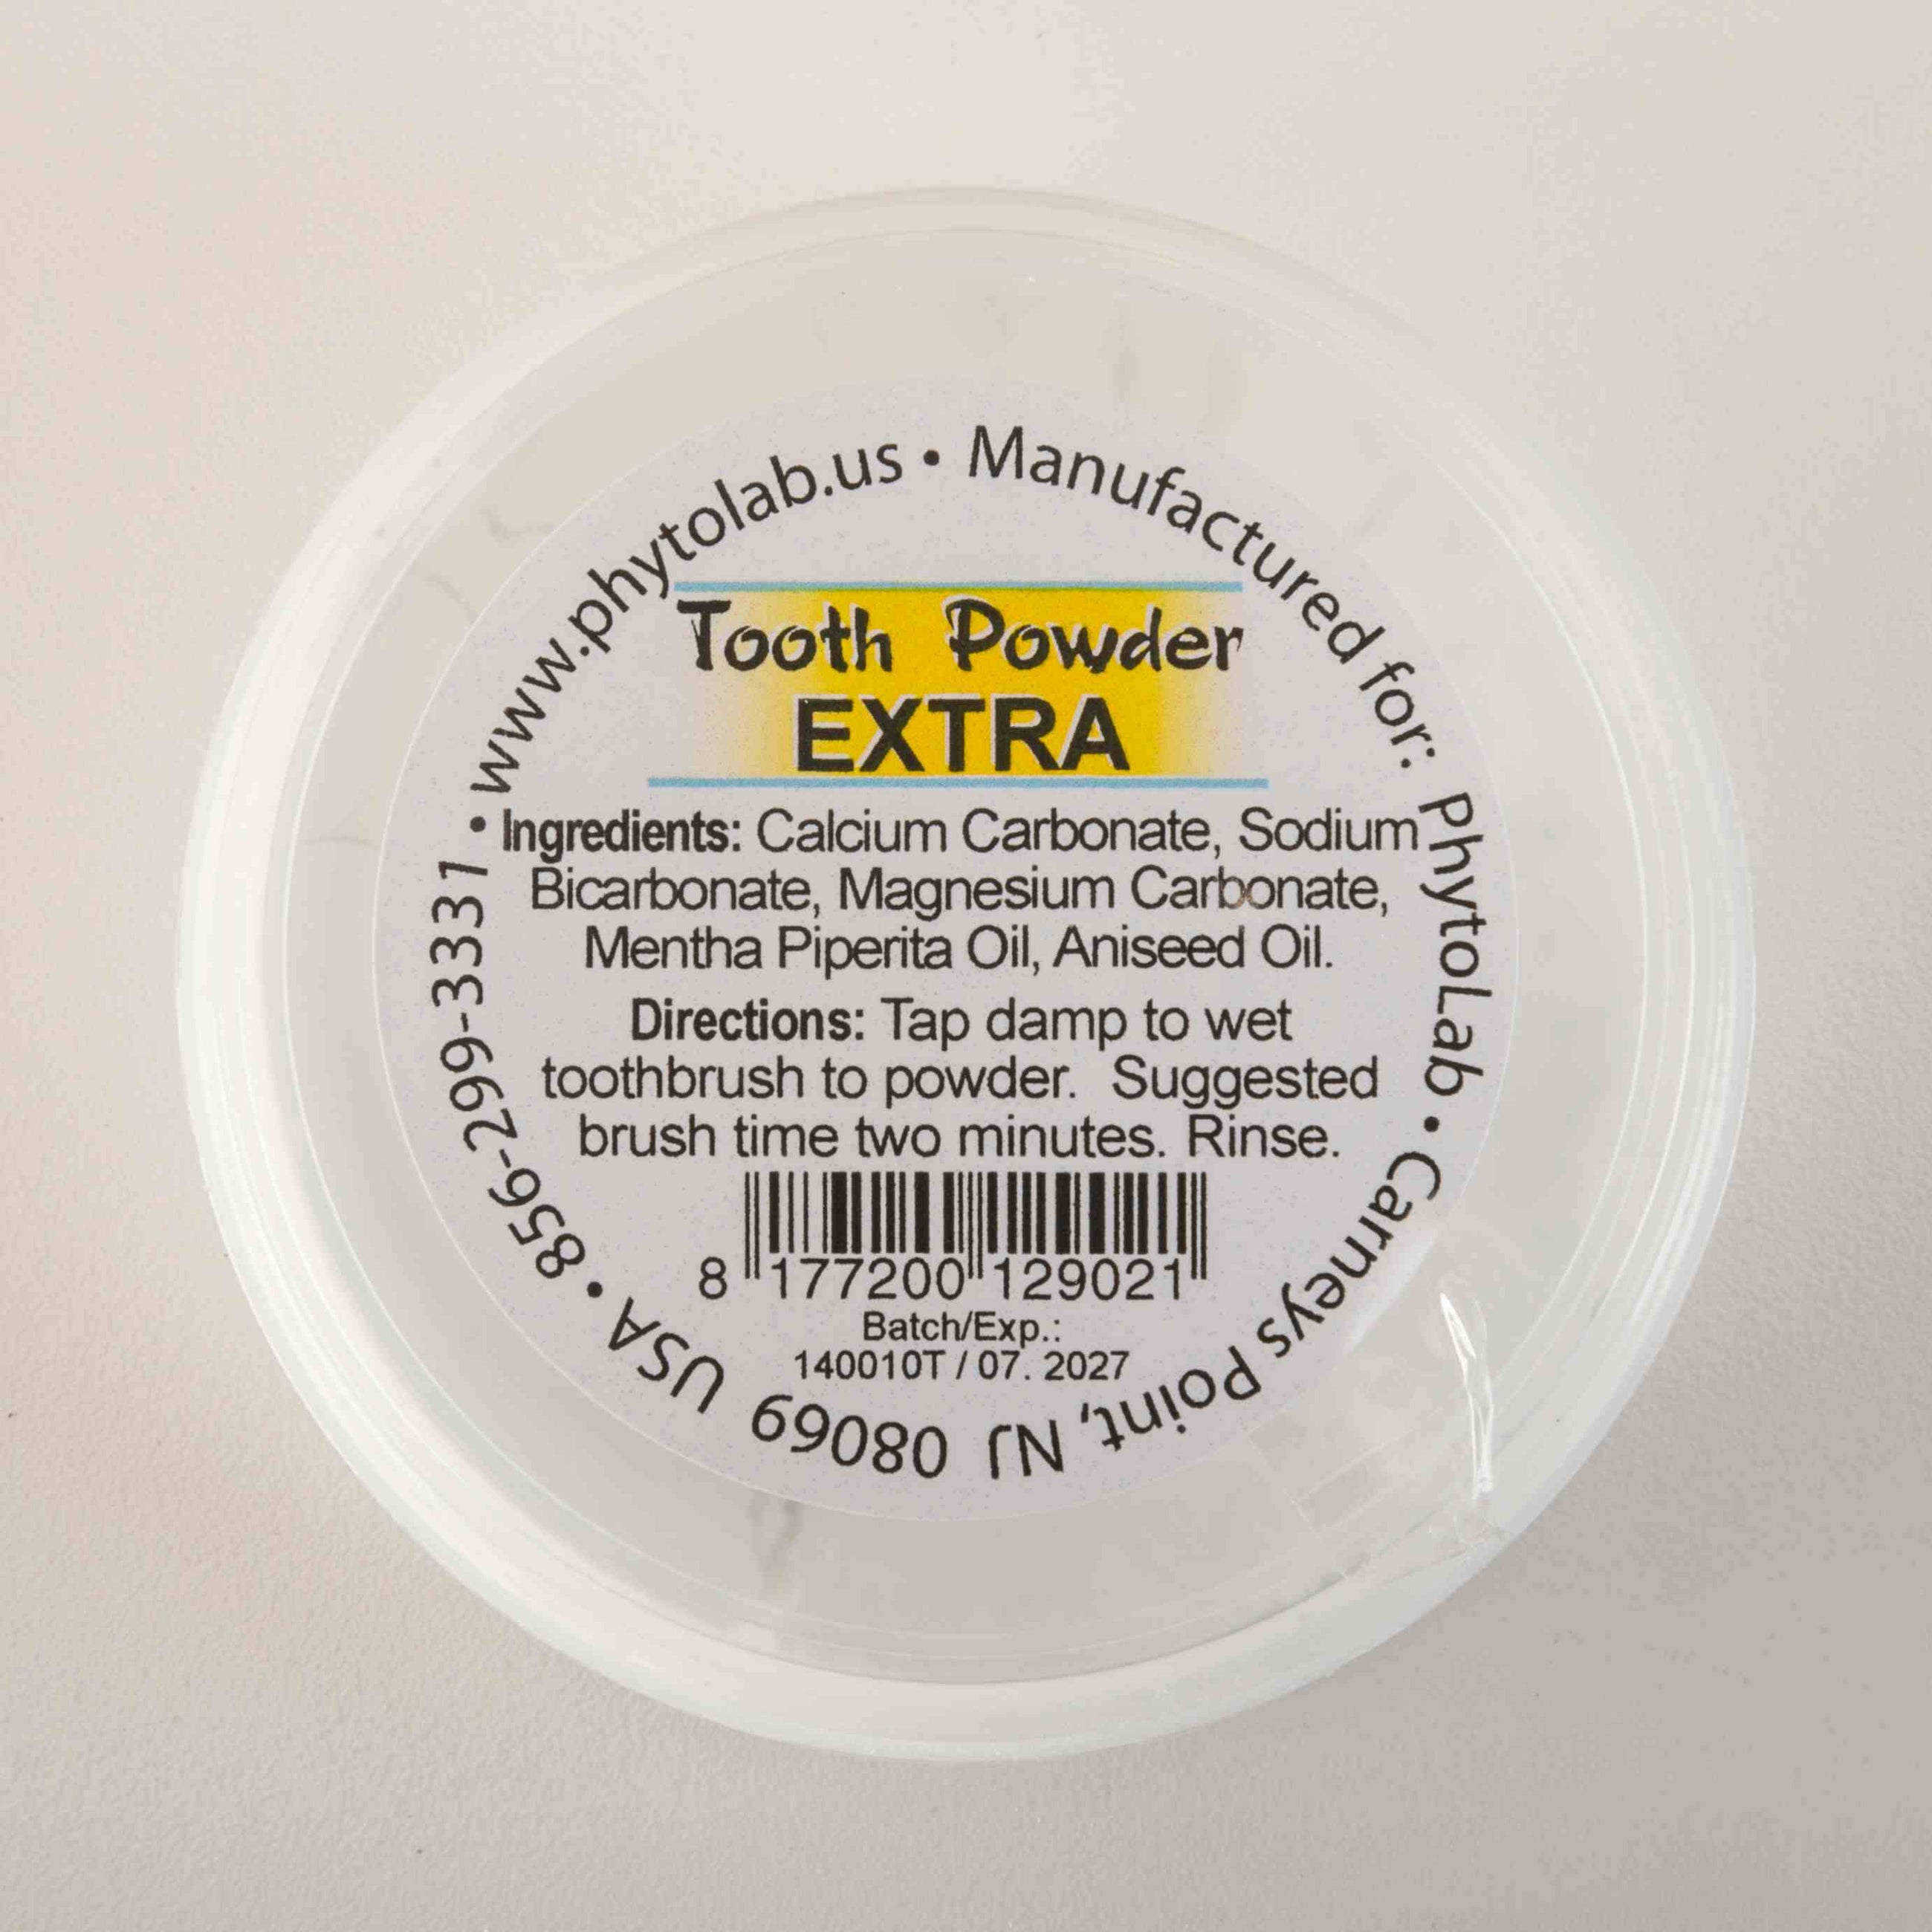 www.phytolab.us • Manufactured for: PhytoLab • Carneys Point, NJ 08069 USA • 856-299-3331 •
Tooth Powder
EXTRA
Ingredients: Calcium Carbonate, Sodium
Bicarbonate, Magnesium Carbonate,
Mentha Piperita Oil, Aniseed Oil.
Directions: Tap damp to wet
toothbrush to powder. Suggested
brush time two minutes. Rinse.
8 177200 129021
Batch/Exp.:
140010T / 07. 2027